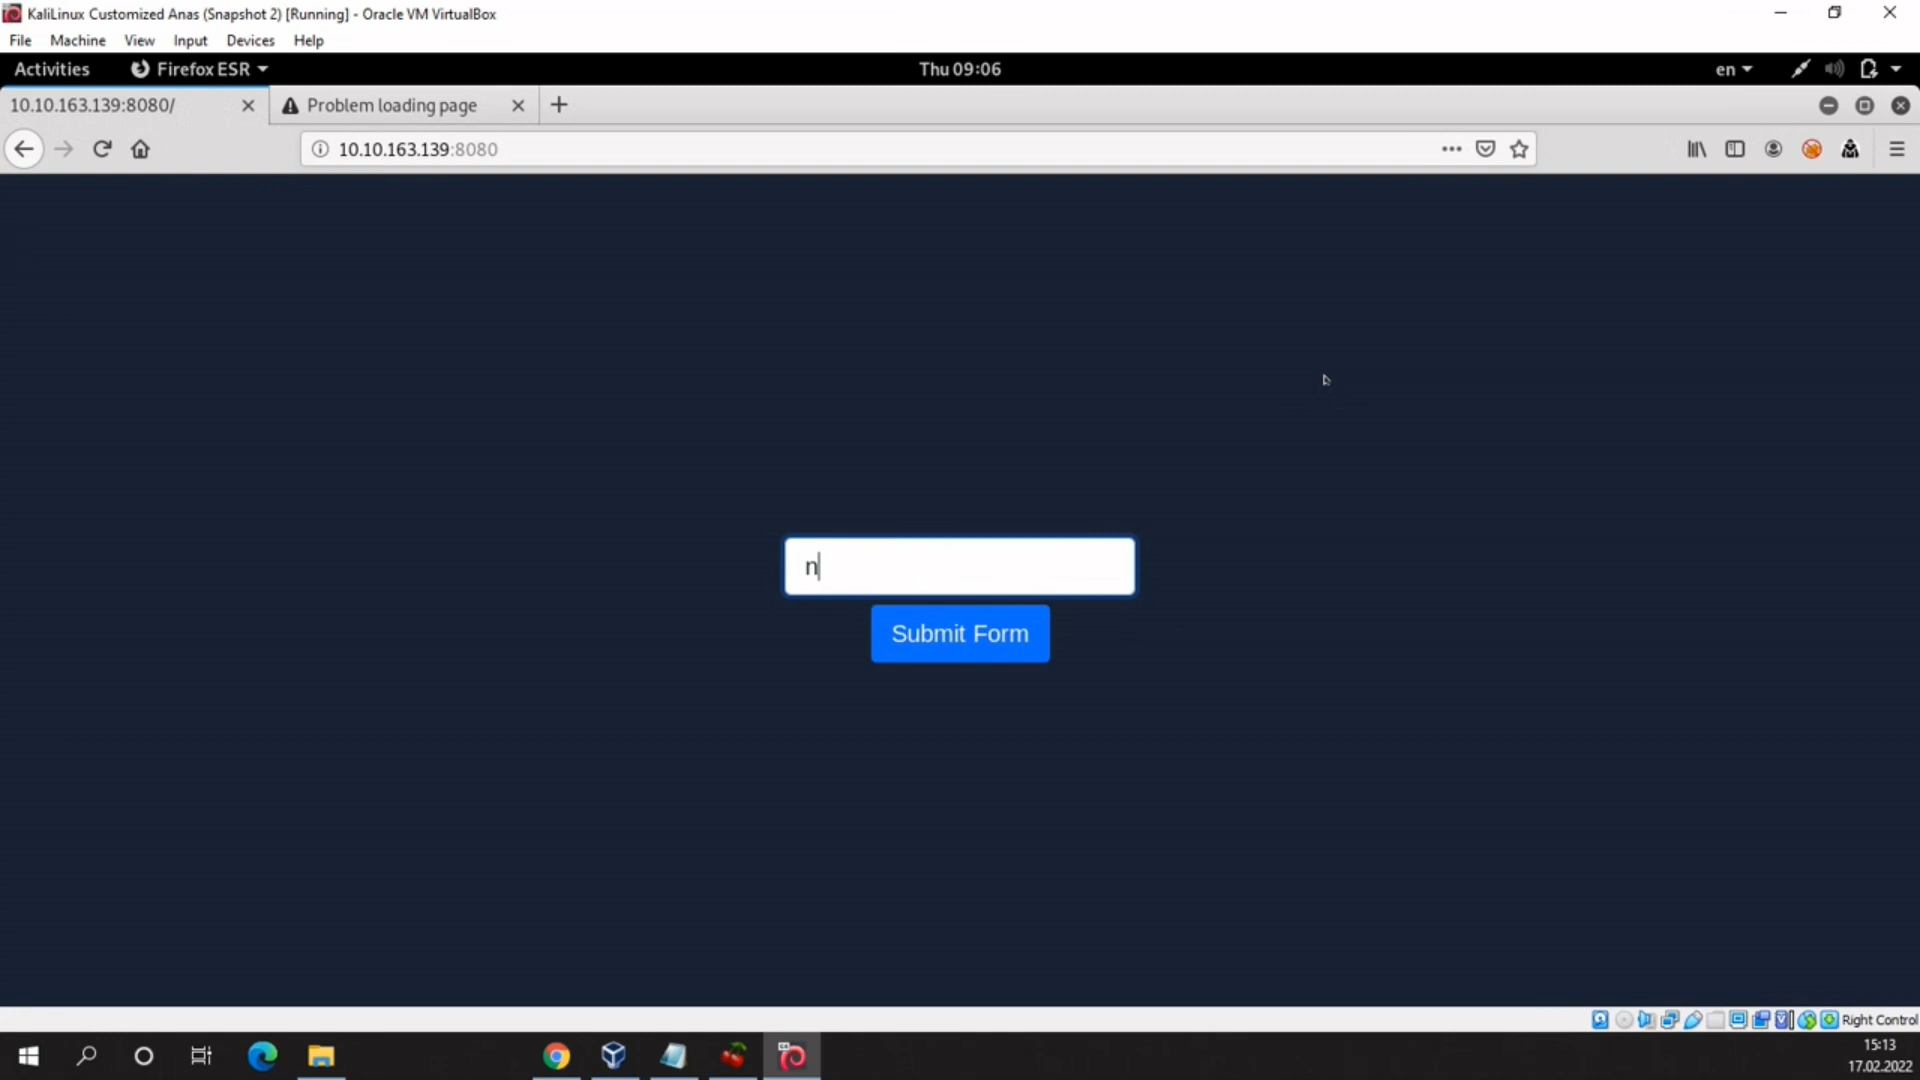 KaliLinux Customized Anas (Snapshot 2) [Running] - Oracle VM VirtualBox
File Machine View Input Devices Help
Activities Firefox ESR Thu 09:06 en
10.10.163.139:8080/ Problem loading page
10.10.163.139:8080
n
Submit Form
Right Control
15:13
17.02.2022